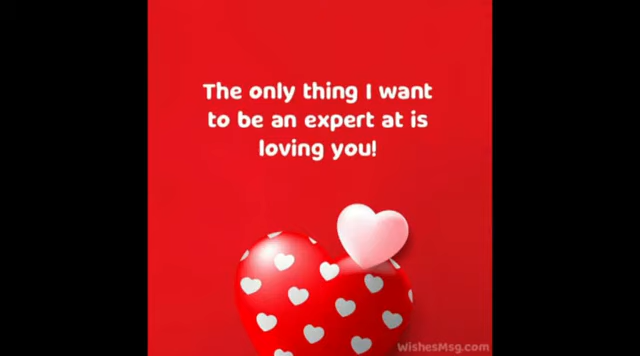 The only thing I want
to be an expert at is
loving you!
WishesMsg.com